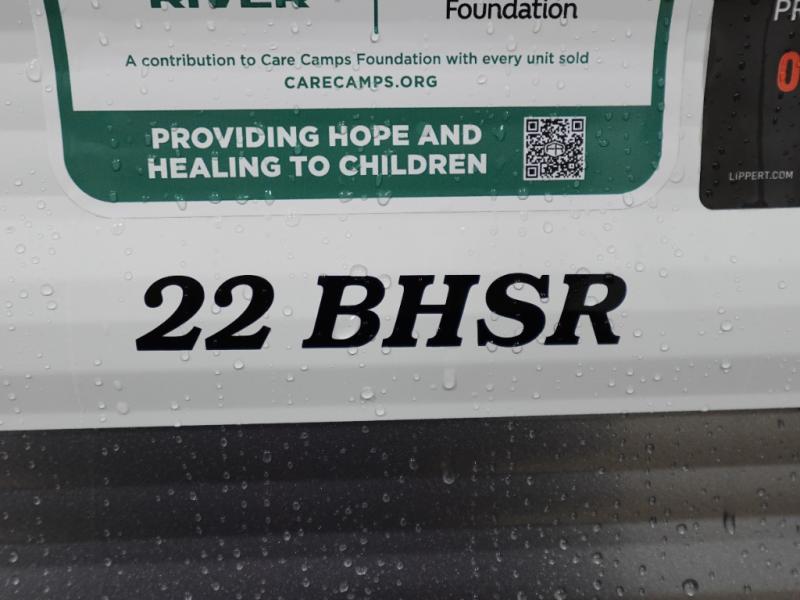 RIVER
Foundation
A contribution to Care Camps Foundation with every unit sold
CARECAMPS.ORG
PROVIDING HOPE AND
HEALING TO CHILDREN
LIPPERT.COM
22 BHSR